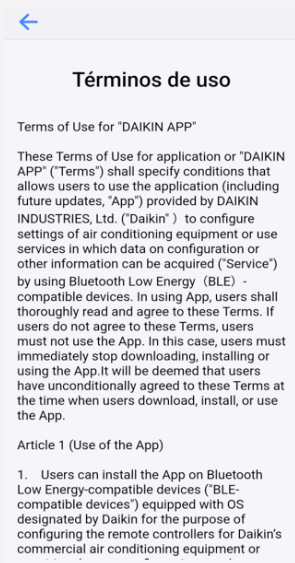 Términos de uso
Terms of Use for "DAIKIN APP"
These Terms of Use for application or "DAIKIN
APP" ("Terms") shall specify conditions that
allows users to use the application (including
future updates, "App") provided by DAIKIN
INDUSTRIES, Ltd. ("Daikin" ）to configure
settings of air conditioning equipment or use
services in which data on configuration or
other information can be acquired ("Service")
by using Bluetooth Low Energy（BLE）-
compatible devices. In using App, users shall
thoroughly read and agree to these Terms. If
users do not agree to these Terms, users
must not use the App. In this case, users must
immediately stop downloading, installing or
using the App.It will be deemed that users
have unconditionally agreed to these Terms at
the time when users download, install, or use
the App.
Article 1 (Use of the App)
1. Users can install the App on Bluetooth
Low Energy-compatible devices ("BLE-
compatible devices") equipped with OS
designated by Daikin for the purpose of
configuring the remote controllers for Daikin's
commercial air conditioning equipment or